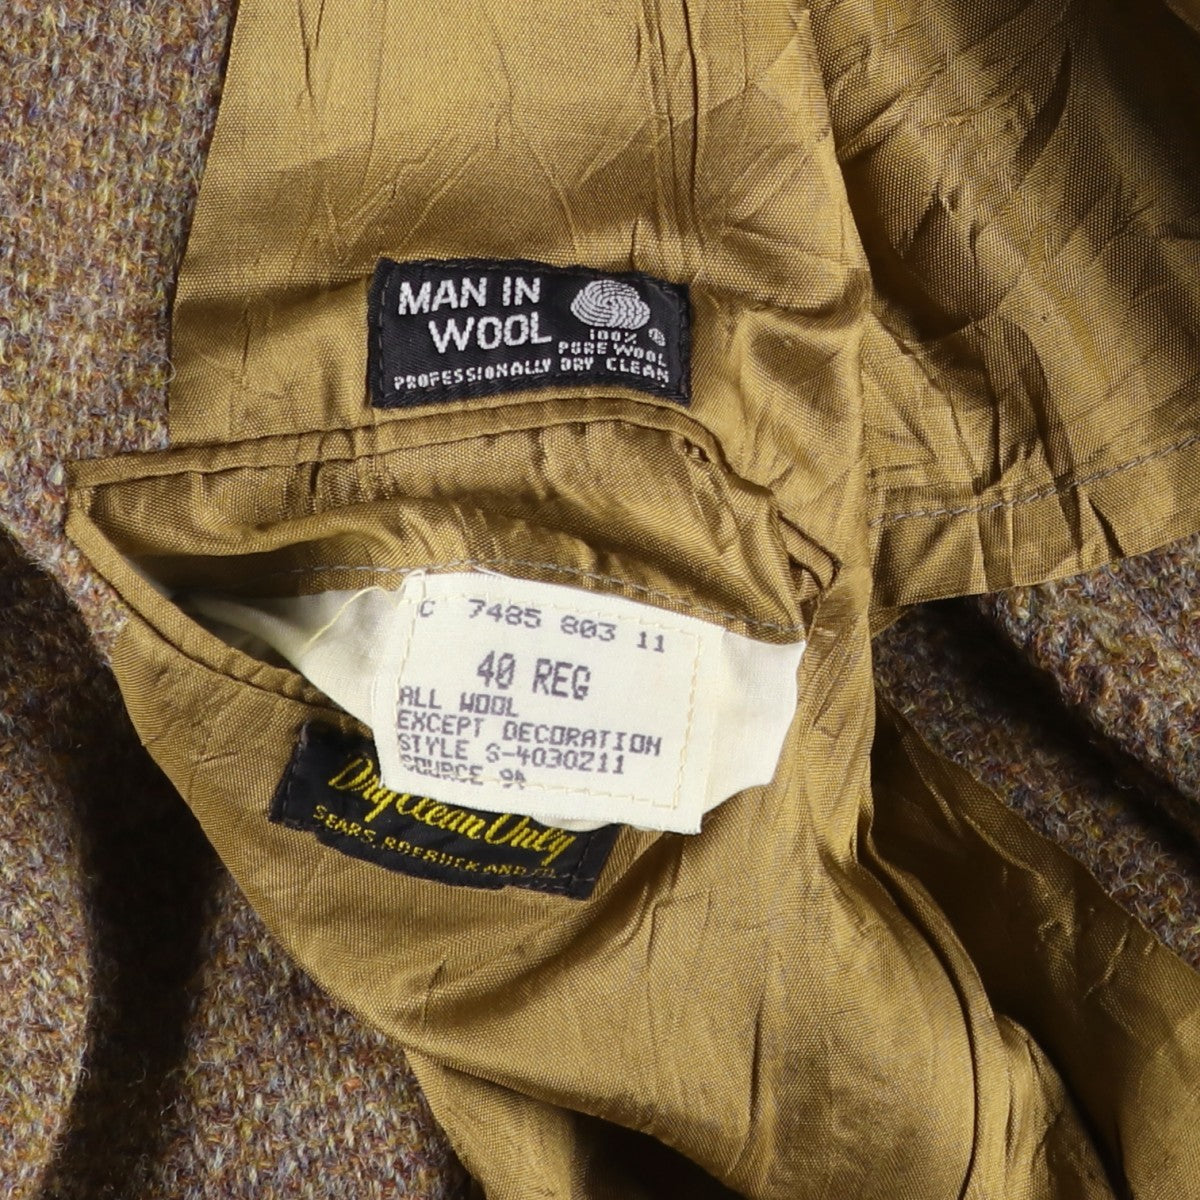 MAN IN
WOOL
100% ®
PURE WOOL
PROFESSIONALLY DRY CLEAN
C 7485 803 11
40 REG
ALL WOOL
EXCEPT DECORATION
STYLE S-4030211
SOURCE 9A
Dry Clean Only
SEARS, ROEBUCK AND CO.